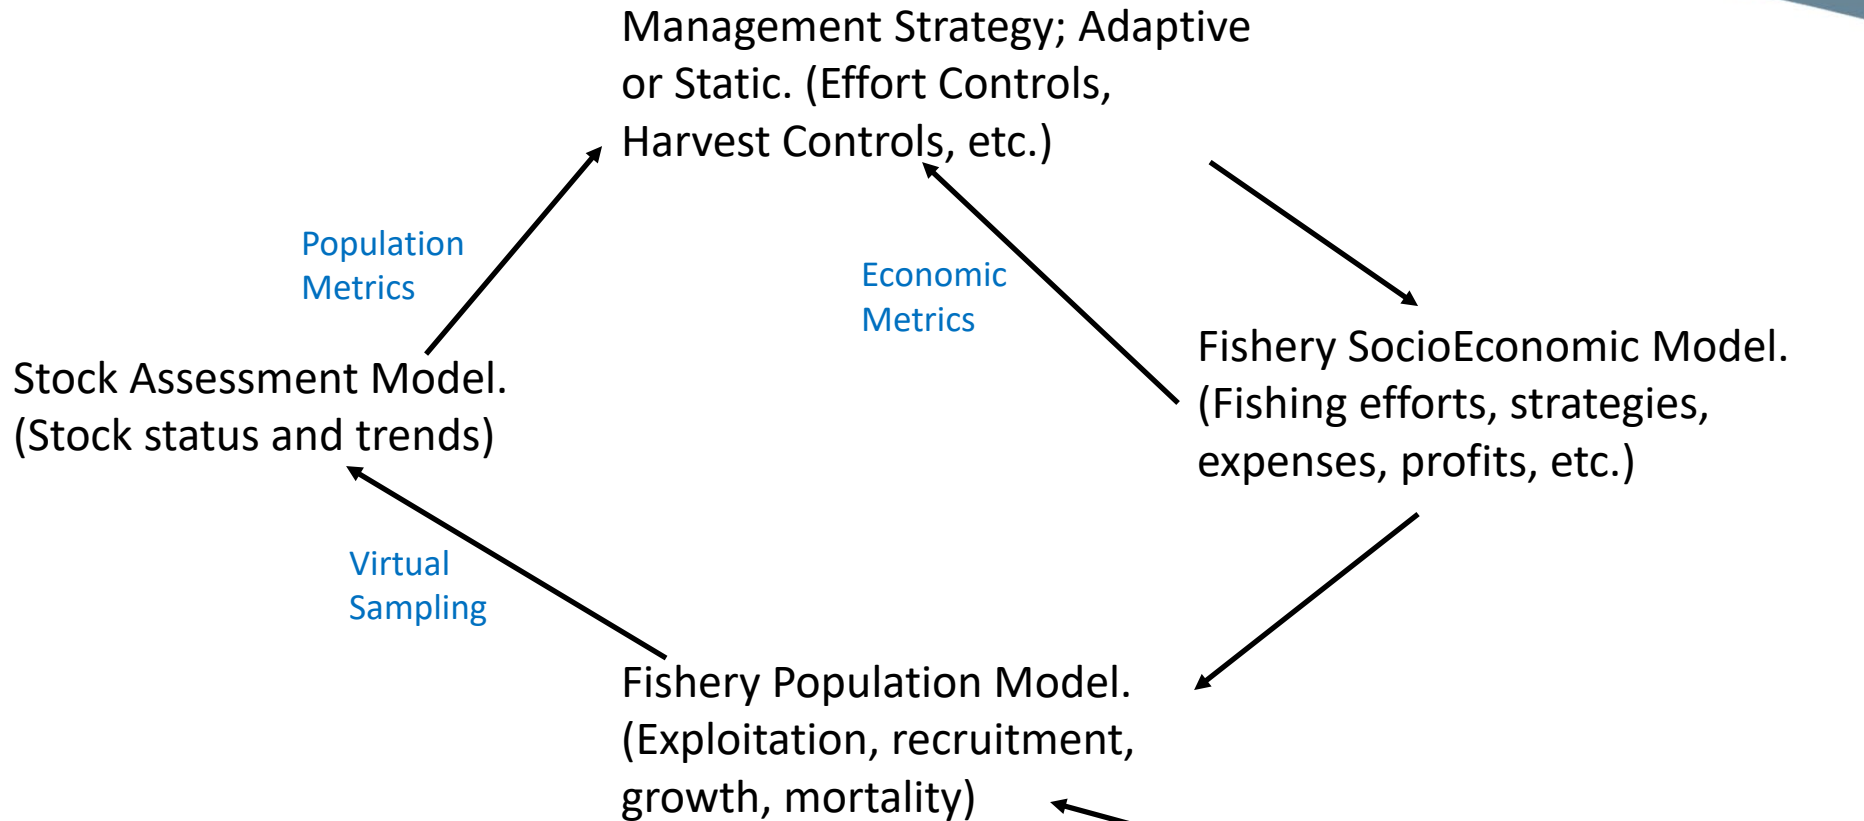 Management Strategy; Adaptive
or Static. (Effort Controls,
Harvest Controls, etc.)
Population
Metrics
Economic
Metrics
Fishery SocioEconomic Model.
(Fishing efforts, strategies,
expenses, profits, etc.)
Stock Assessment Model.
(Stock status and trends)
Virtual
Sampling
Fishery Population Model.
(Exploitation, recruitment,
growth, mortality)